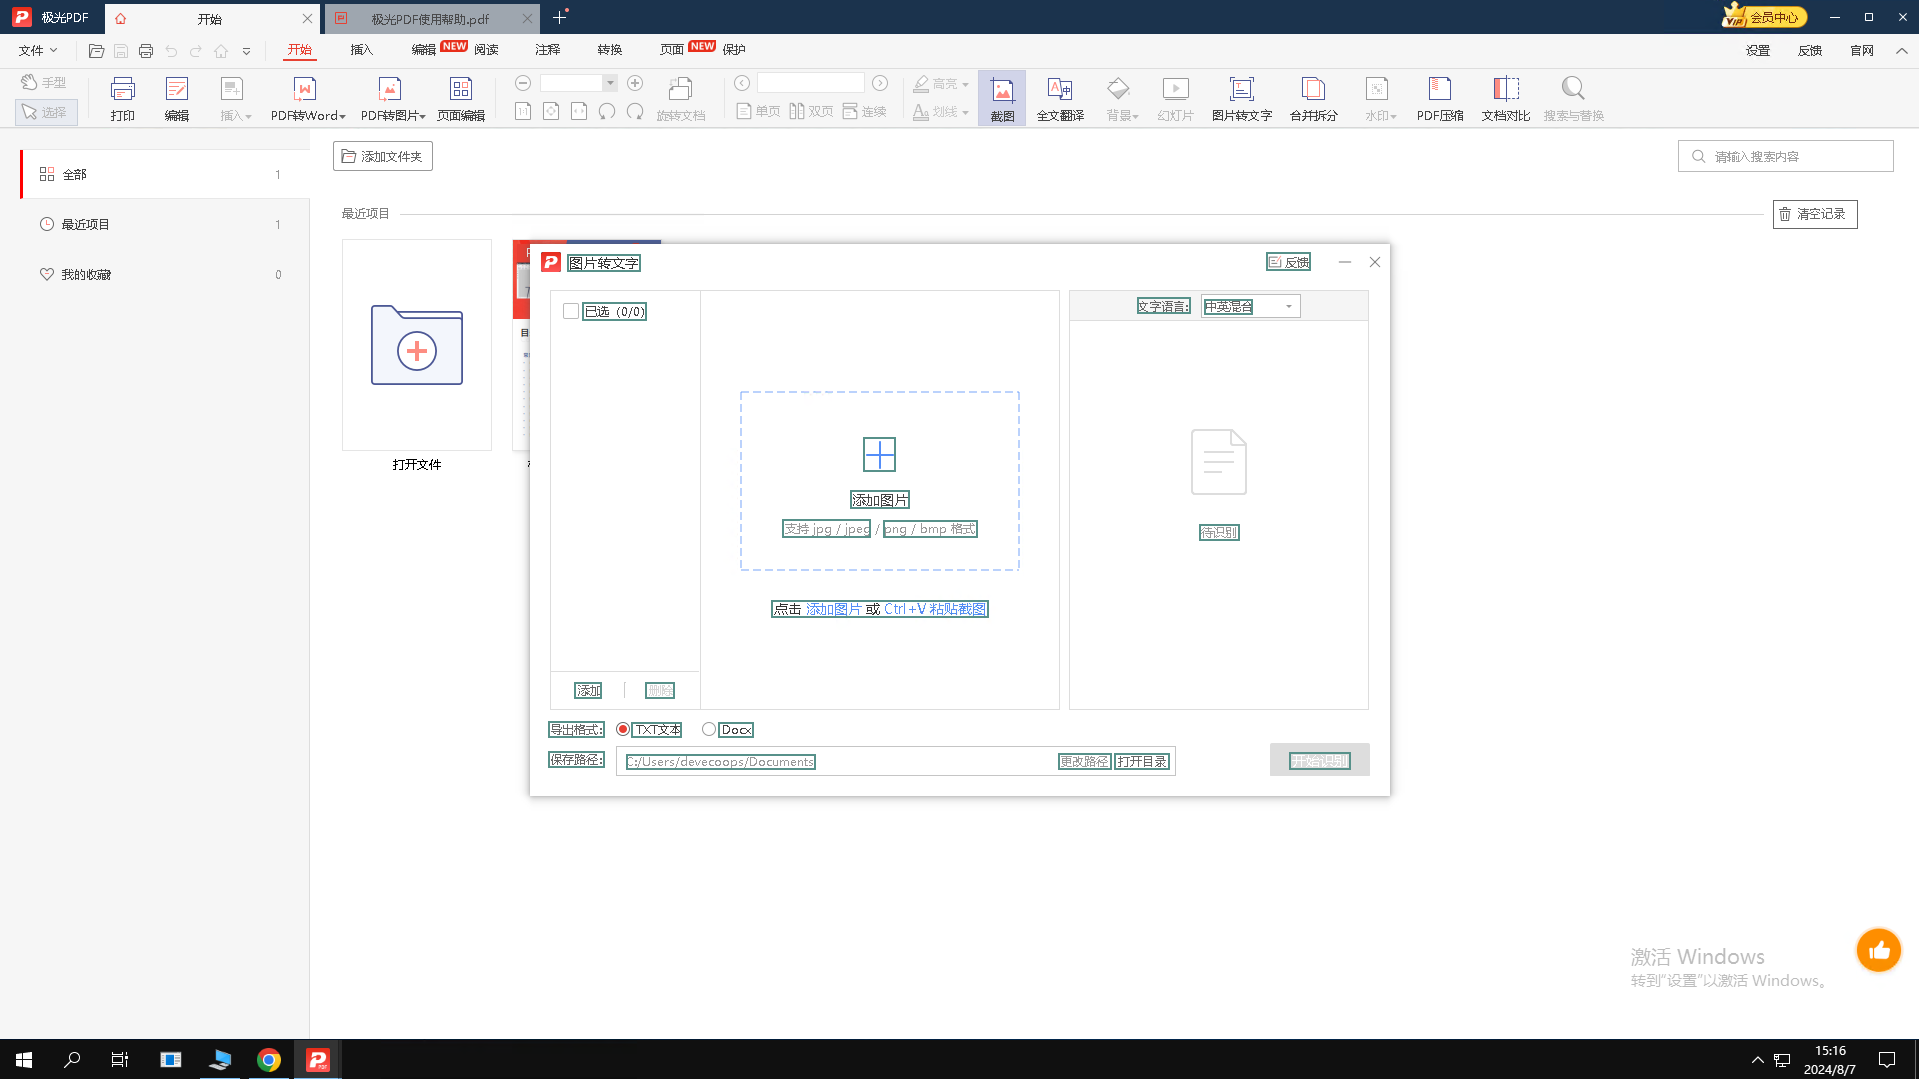 极光PDF
开始
极光PDF使用帮助.pdf
会员中心
文件
开始
插入
编辑 NEW
阅读
注释
转换
页面 NEW
保护
设置
反馈
官网
手型
选择
打印
编辑
插入
PDF转Word
PDF转图片
页面编辑
旋转文档
单页
双页
连续
高亮
划线
截图
全文翻译
背景
幻灯片
图片转文字
合并拆分
水印
PDF压缩
文档对比
搜索与替换
全部 1
最近项目 1
我的收藏 0
添加文件夹
请输入搜索内容
最近项目
清空记录
打开文件
图片转文字
反馈
已选 (0/0)
文字语言:
中英混合
添加图片
支持 jpg / jpeg / png / bmp 格式
点击 添加图片 或 Ctrl+V 粘贴截图
待识别
添加
删除
导出格式:
TXT文本
Docx
保存路径:
C:/Users/devecoops/Documents
更改路径
打开目录
开始识别
激活 Windows
转到“设置”以激活 Windows。
15:16
2024/8/7